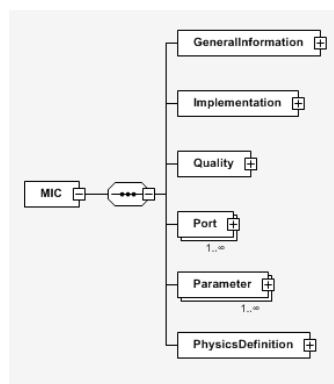 GeneralInformation
Implementation
Quality
MIC
Port
1..∞
Parameter
1..∞
PhysicsDefinition